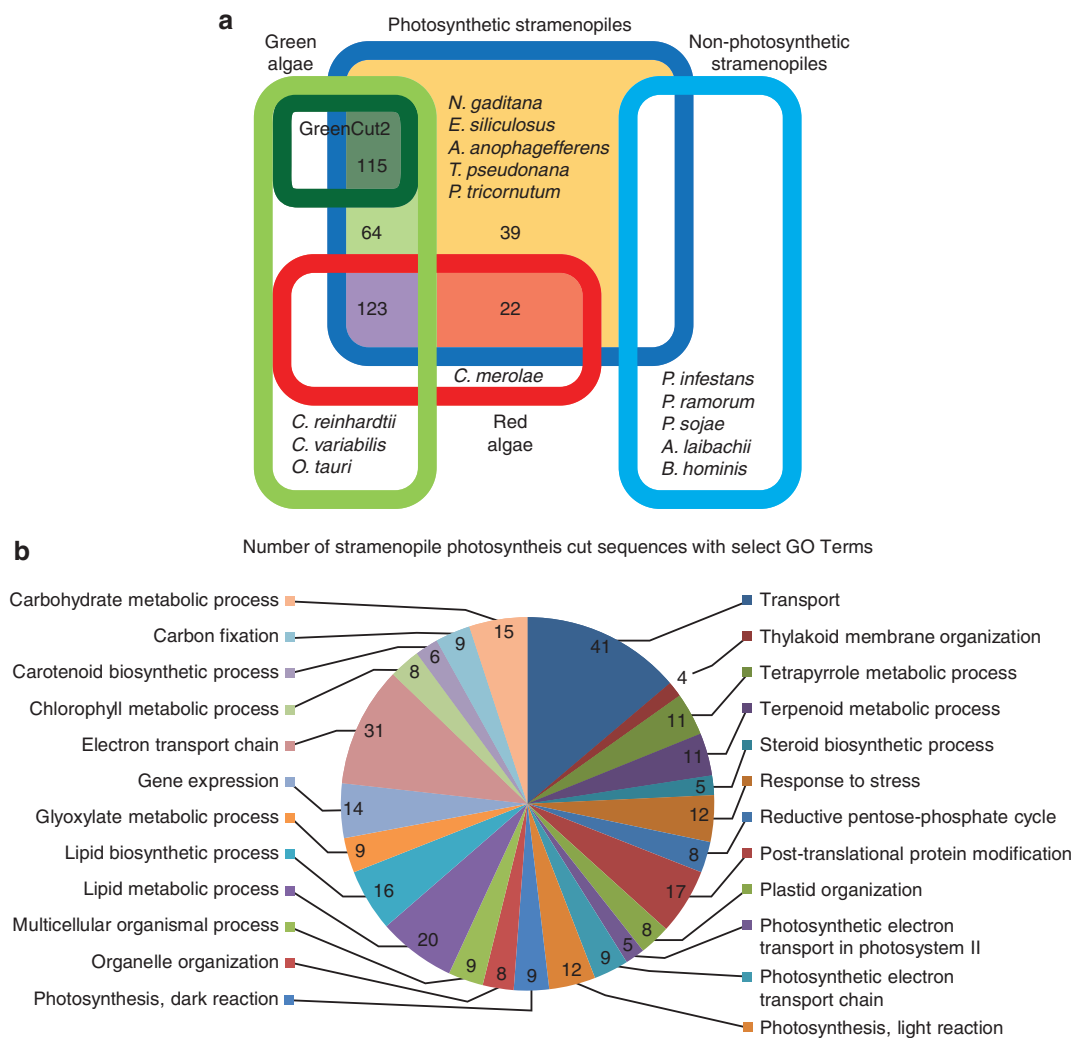 a
Photosynthetic stramenopiles
Green
algae
Non-photosynthetic
stramenopiles
GreenCut2
115
N. gaditana
E. siliculosus
A. anophagefferens
T. pseudonana
P. tricornutum
64
39
123
22
C. merolae
C. reinhardtii
C. variabilis
O. tauri
Red
algae
P. infestans
P. ramorum
P. sojae
A. laibachii
B. hominis
b
Number of stramenopile photosyntheis cut sequences with select GO Terms
Carbohydrate metabolic process
Carbon fixation
Carotenoid biosynthetic process
Chlorophyll metabolic process
Electron transport chain
Gene expression
Glyoxylate metabolic process
Lipid biosynthetic process
Lipid metabolic process
Multicellular organismal process
Organelle organization
Photosynthesis, dark reaction
15
9
6
8
31
14
9
16
20
9
8
9
41
4
11
11
5
12
8
17
8
5
9
12
Transport
Thylakoid membrane organization
Tetrapyrrole metabolic process
Terpenoid metabolic process
Steroid biosynthetic process
Response to stress
Reductive pentose-phosphate cycle
Post-translational protein modification
Plastid organization
Photosynthetic electron
transport in photosystem II
Photosynthetic electron
transport chain
Photosynthesis, light reaction